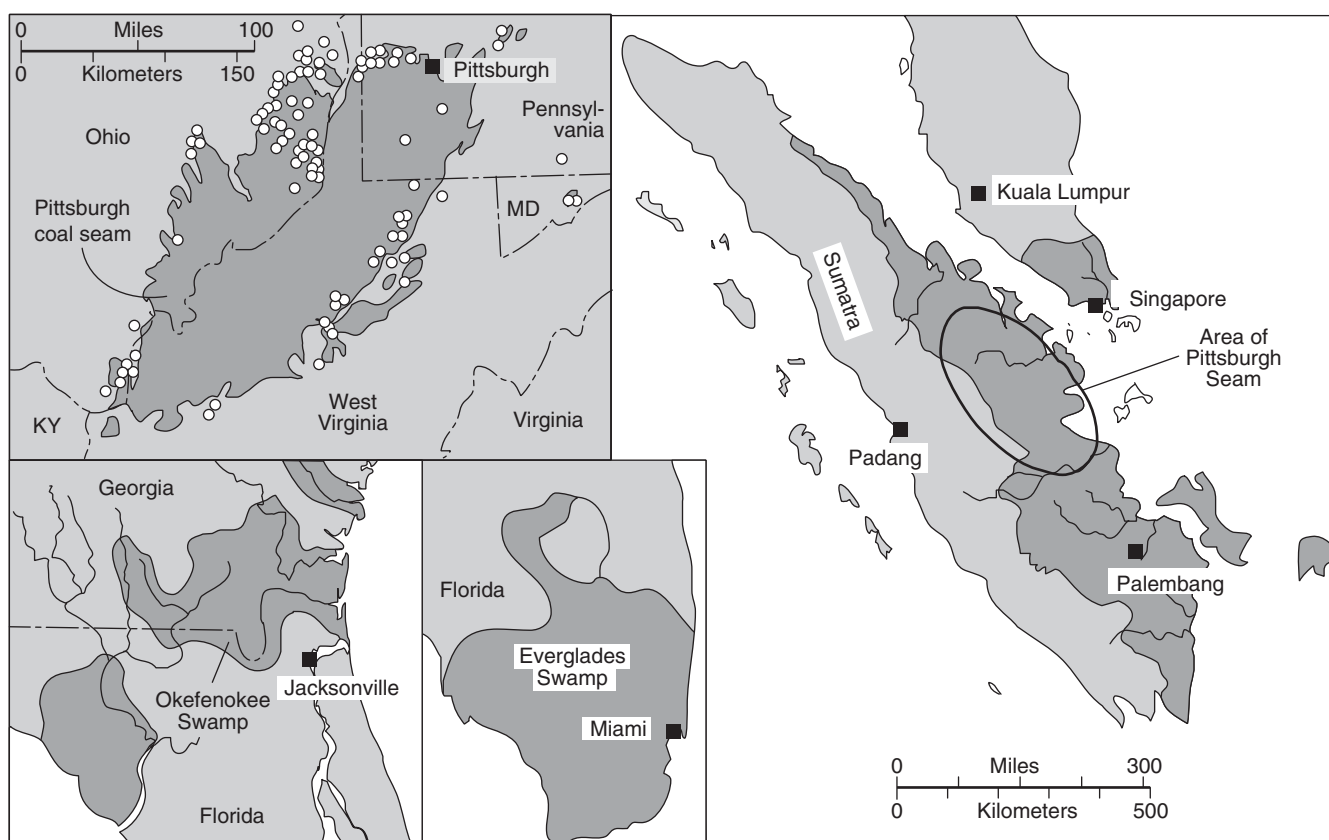 0
Miles
100
0
Kilometers
150
Pittsburgh
Pennsyl-
vania
Ohio
Pittsburgh
coal seam
MD
KY
West
Virginia
Virginia
Georgia
Okefenokee
Swamp
Jacksonville
Florida
Florida
Everglades
Swamp
Miami
Kuala Lumpur
Sumatra
Singapore
Area of
Pittsburgh
Seam
Padang
Palembang
0
Miles
300
0
Kilometers
500